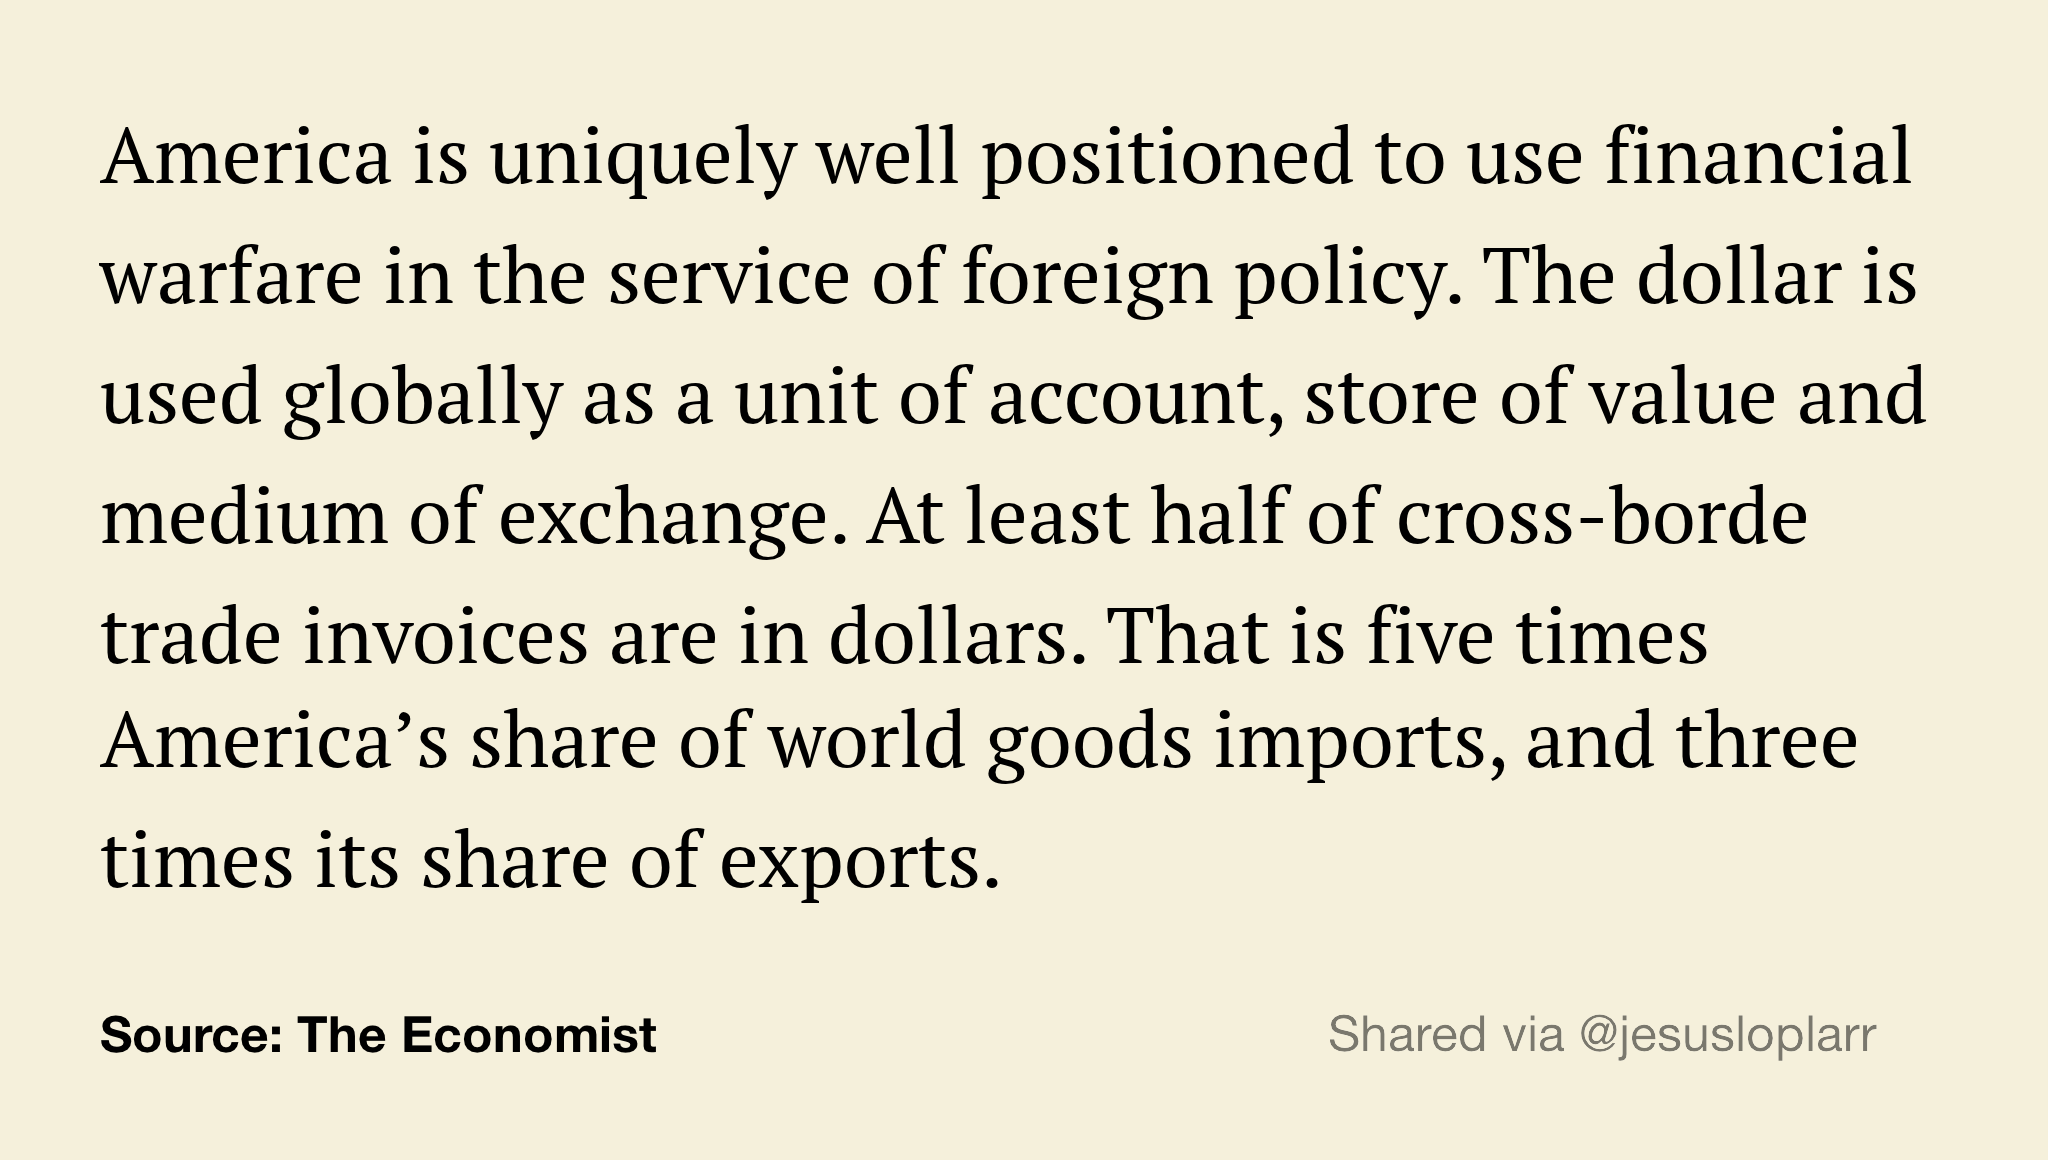 America is uniquely well positioned to use financial
warfare in the service of foreign policy. The dollar is
used globally as a unit of account, store of value and
medium of exchange. At least half of cross-borde
trade invoices are in dollars. That is five times
America’s share of world goods imports, and three
times its share of exports.
Source: The Economist
Shared via @jesusloplarr